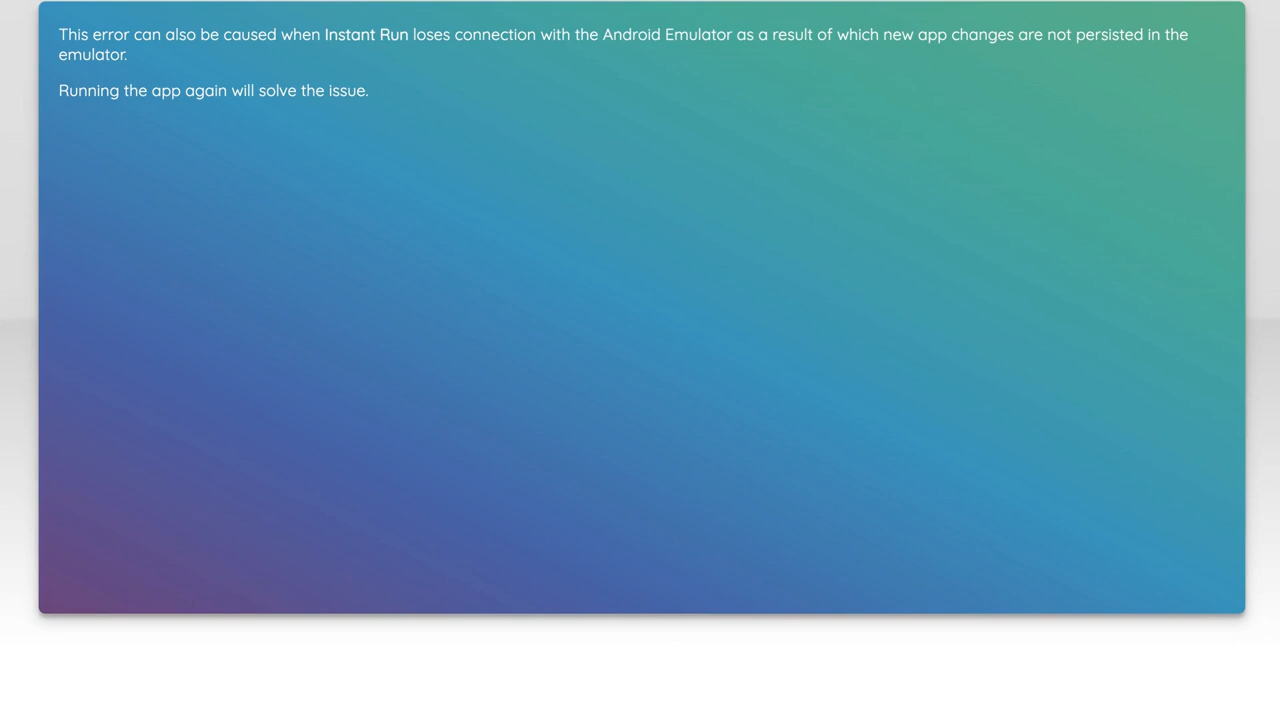 This error can also be caused when Instant Run loses connection with the Android Emulator as a result of which new app changes are not persisted in the
emulator.
Running the app again will solve the issue.